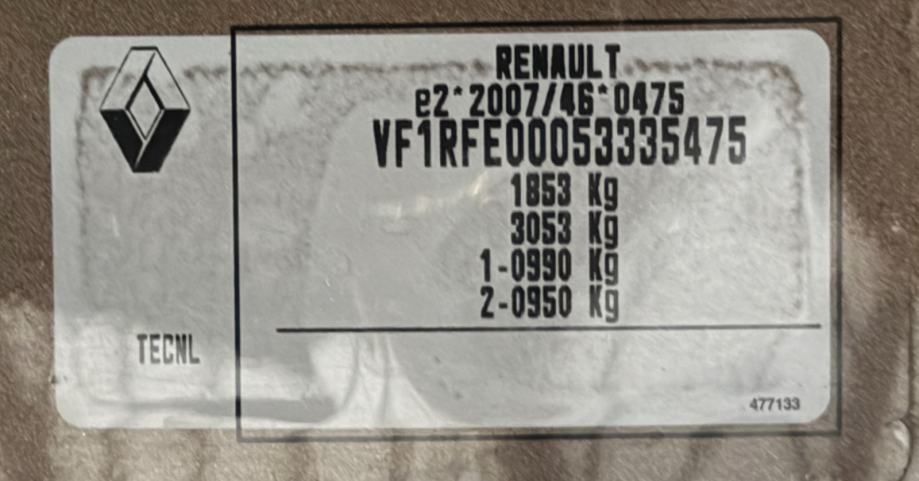 RENAULT
e2*2007/46*0475
VF1RFE00053335475
1853 Kg
3053 Kg
1-0990 Kg
2-0950 Kg
TECNL
477133